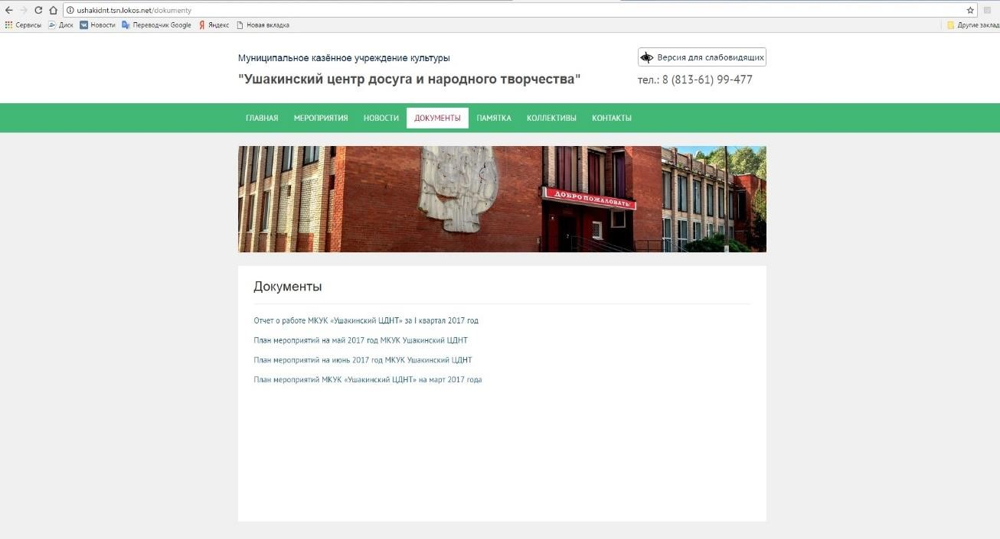 ushakidnt.tsn.lokos.net/dokumenty
Сервисы Диск Новости Переводчик Google Яндекс Новая вкладка Другие заклад
Муниципальное казённое учреждение культуры
"Ушакинский центр досуга и народного творчества"
Версия для слабовидящих
тел.: 8 (813-61) 99-477
ГЛАВНАЯ МЕРОПРИЯТИЯ НОВОСТИ ДОКУМЕНТЫ ПАМЯТКА КОЛЛЕКТИВЫ КОНТАКТЫ
ДОБРО ПОЖАЛОВАТЬ!
Документы
Отчет о работе МКУК «Ушакинский ЦДНТ» за I квартал 2017 год
План мероприятий на май 2017 год МКУК Ушакинский ЦДНТ
План мероприятий на июнь 2017 год МКУК Ушакинский ЦДНТ
План мероприятий МКУК «Ушакинский ЦДНТ» на март 2017 года